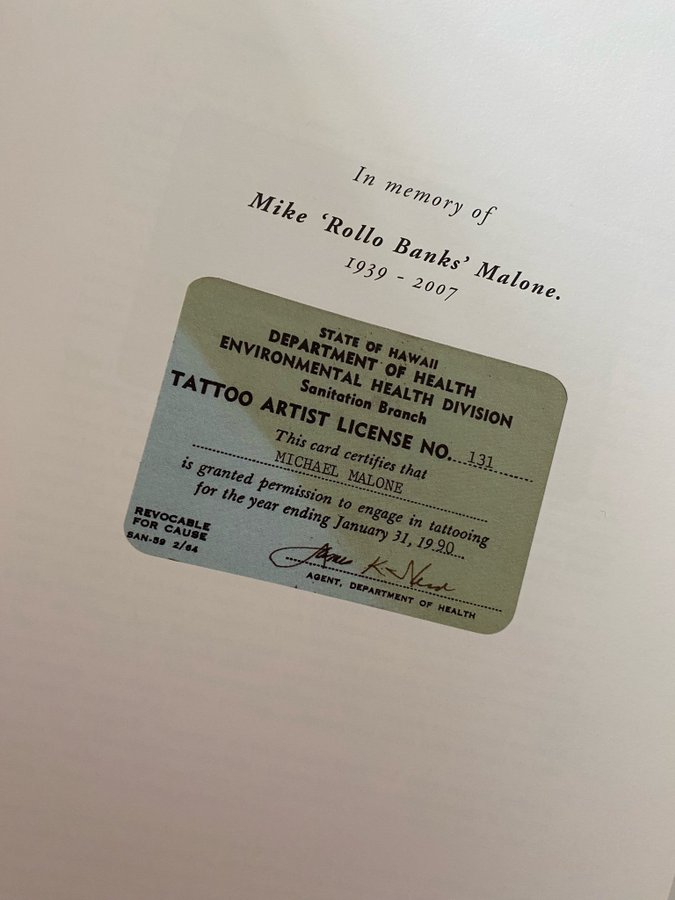 In memory of
Mike ‘Rollo Banks’ Malone.
1939 - 2007
STATE OF HAWAII
DEPARTMENT OF HEALTH
ENVIRONMENTAL HEALTH DIVISION
Sanitation Branch
TATTOO ARTIST LICENSE NO. 131
This card certifies that
MICHAEL MALONE
is granted permission to engage in tattooing
for the year ending January 31, 1990
REVOCABLE
FOR CAUSE
SAN-59 2/64
AGENT, DEPARTMENT OF HEALTH